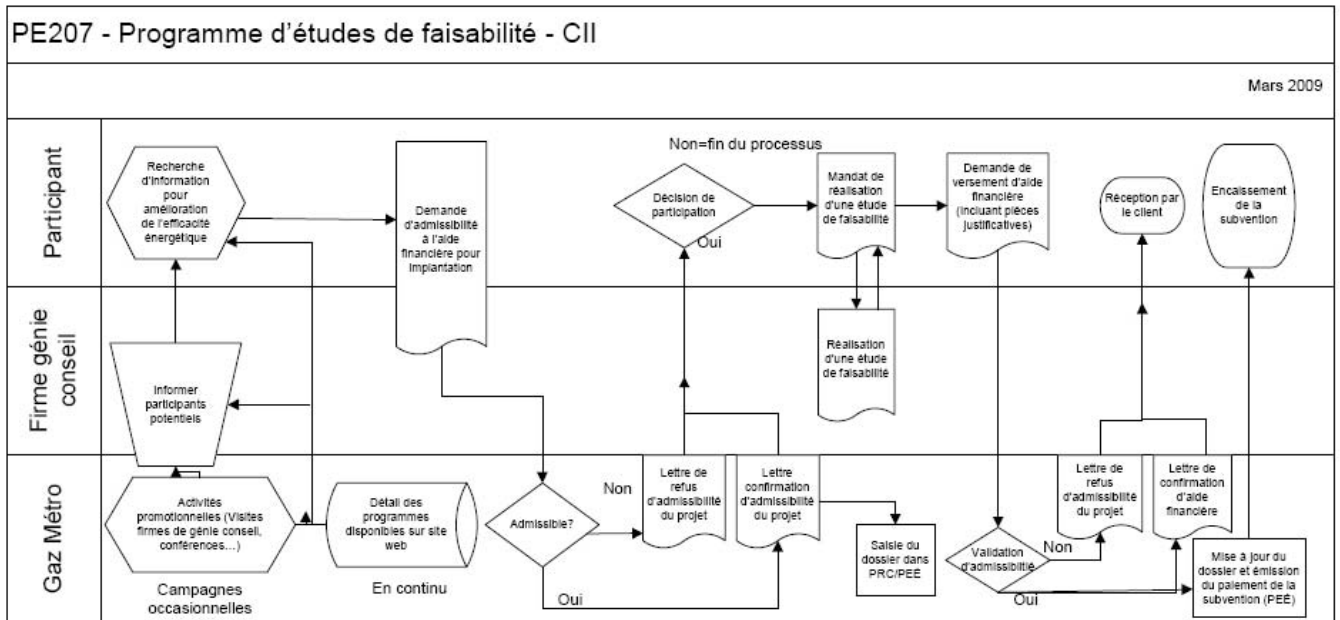 PE207 - Programme d'études de faisabilité - CII
Mars 2009
Participant
Recherche
d'information
pour
amélioration
de l'efficacité
énergétique
Demande
d'admissibilité
à l'aide
financière pour
implantation
Décision de
participation
Non=fin du processus
Oui
Mandat de
réalisation
d'une étude de
faisabilité
Demande de
versement d'aide
financière
(incluant pièces
justificatives)
Réception par
le client
Encaissement
de la
subvention
Firme génie
conseil
Informer
participants
potentiels
Réalisation
d'une étude
de faisabilité
Gaz Métro
Activités
promotionnelles (Visites
firmes de génie conseil,
conférences...)
Campagnes
occasionnelles
Détail des
programmes
disponibles sur site
web
En continu
Admissible?
Non
Oui
Lettre de
refus
d'admissibilité
du projet
Lettre
confirmation
d'admissibilité
du projet
Saisie du
dossier dans
PRC/PEÉ
Validation
d'admissibiltié
Non
Oui
Lettre de
refus
d'admissibilité
du projet
Lettre de
confirmation
d'aide
financière
Mise à jour du
dossier et émission
du paiement de la
subvention (PEÉ)